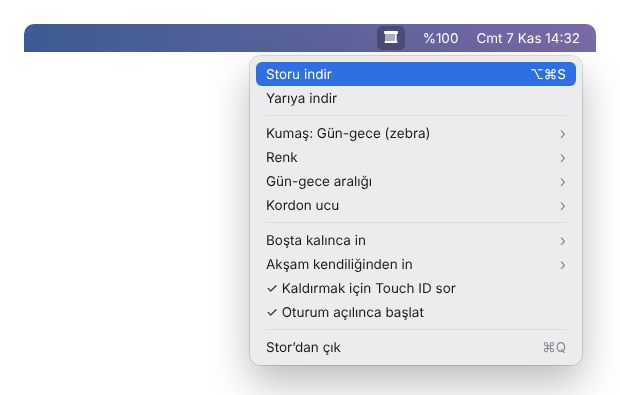 %100 Cmt 7 Kas 14:32
Storu indir ⌥⌘S
Yarıya indir
Kumaş: Gün-gece (zebra)
Renk
Gün-gece aralığı
Kordon ucu
Boşta kalınca in
Akşam kendiliğinden in
✓ Kaldırmak için Touch ID sor
✓ Oturum açılınca başlat
Stor’dan çık ⌘Q